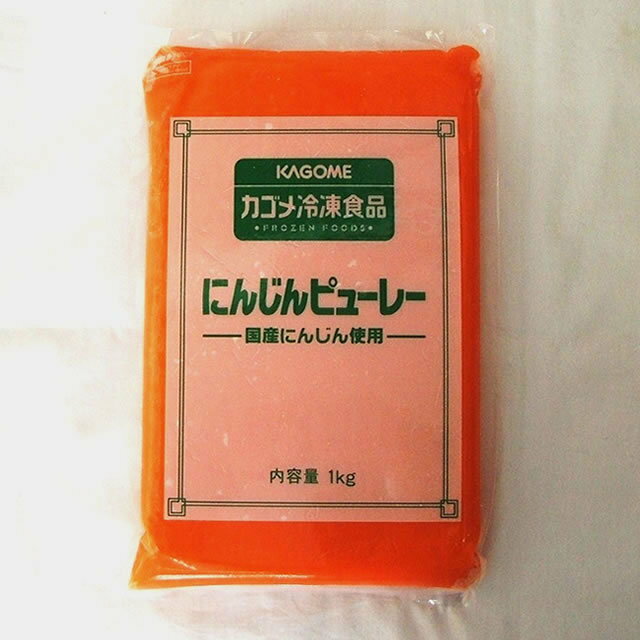 KAGOME
カゴメ冷凍食品
•FROZEN FOODS•
にんじんピューレー
国産にんじん使用
内容量 1kg